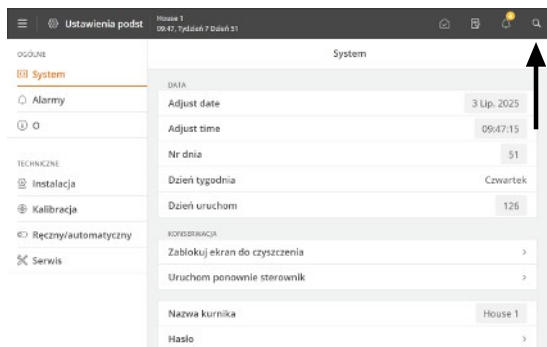 Ustawienia podst
House 1
09:47, Tydzień 7 Dzień 51
OGÓLNE
System
Alarmy
O
TECHNICZNE
Instalacja
Kalibracja
Ręczny/automatyczny
Serwis
System
DATA
Adjust date 3 Lip. 2025
Adjust time 09:47:15
Nr dnia 51
Dzień tygodnia Czwartek
Dzień uruchom 126
KONSERWACJA
Zablokuj ekran do czyszczenia
Uruchom ponownie sterownik
Nazwa kurnika House 1
Hasło